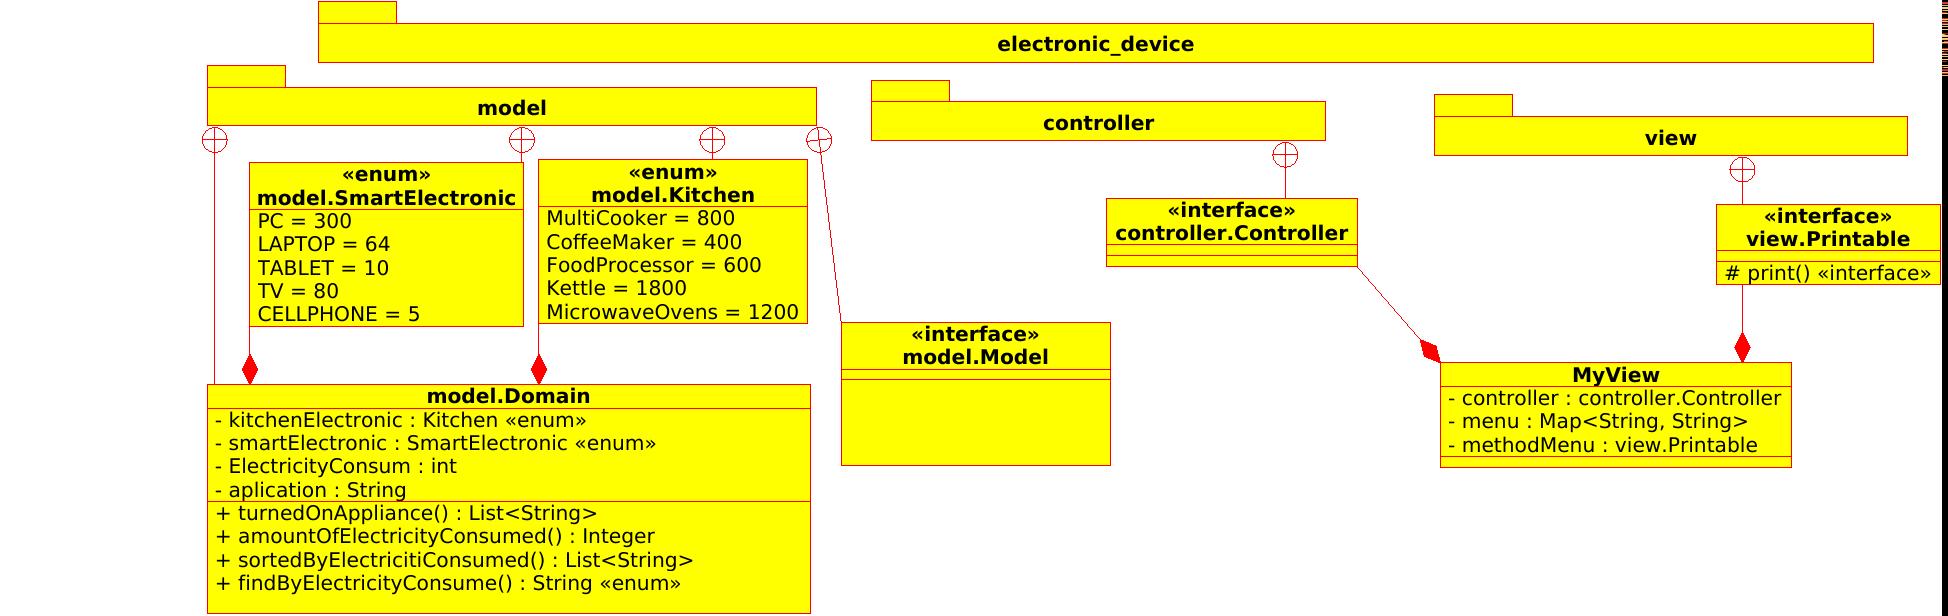 electronic_device
model
controller
view
«enum»
model.SmartElectronic
PC = 300
LAPTOP = 64
TABLET = 10
TV = 80
CELLPHONE = 5
«enum»
model.Kitchen
MultiCooker = 800
CoffeeMaker = 400
FoodProcessor = 600
Kettle = 1800
MicrowaveOvens = 1200
«interface»
controller.Controller
«interface»
view.Printable
# print() «interface»
«interface»
model.Model
model.Domain
- kitchenElectronic : Kitchen «enum»
- smartElectronic : SmartElectronic «enum»
- ElectricityConsum : int
- aplication : String
+ turnedOnAppliance() : List<String>
+ amountOfElectricityConsumed() : Integer
+ sortedByElectricitiConsumed() : List<String>
+ findByElectricityConsume() : String «enum»
MyView
- controller : controller.Controller
- menu : Map<String, String>
- methodMenu : view.Printable